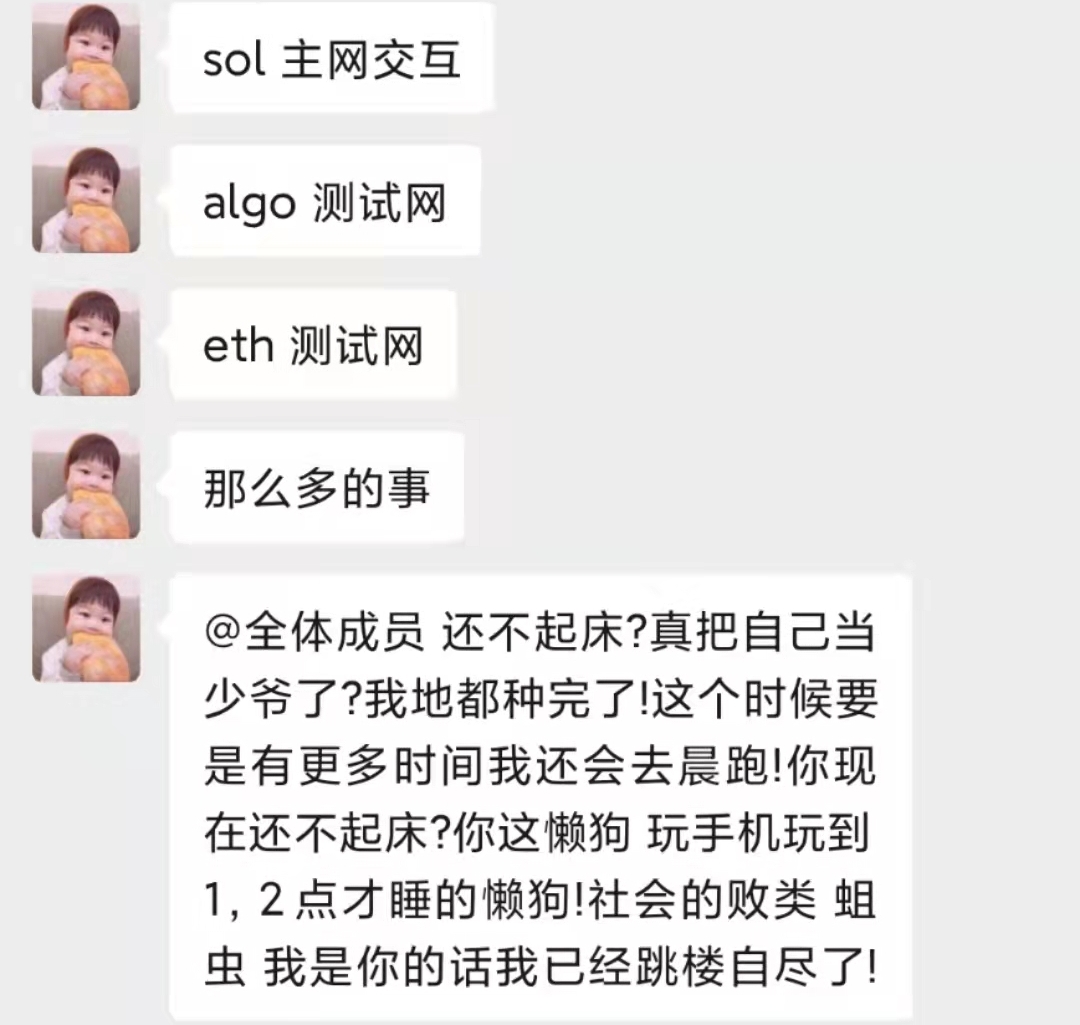 sol 主网交互
algo 测试网
eth 测试网
那么多的事
@全体成员 还不起床?真把自己当
少爷了?我地都种完了!这个时候要
是有更多时间我还会去晨跑!你现
在还不起床?你这懒狗 玩手机玩到
1, 2点才睡的懒狗!社会的败类 蛆
虫 我是你的话我已经跳楼自尽了!